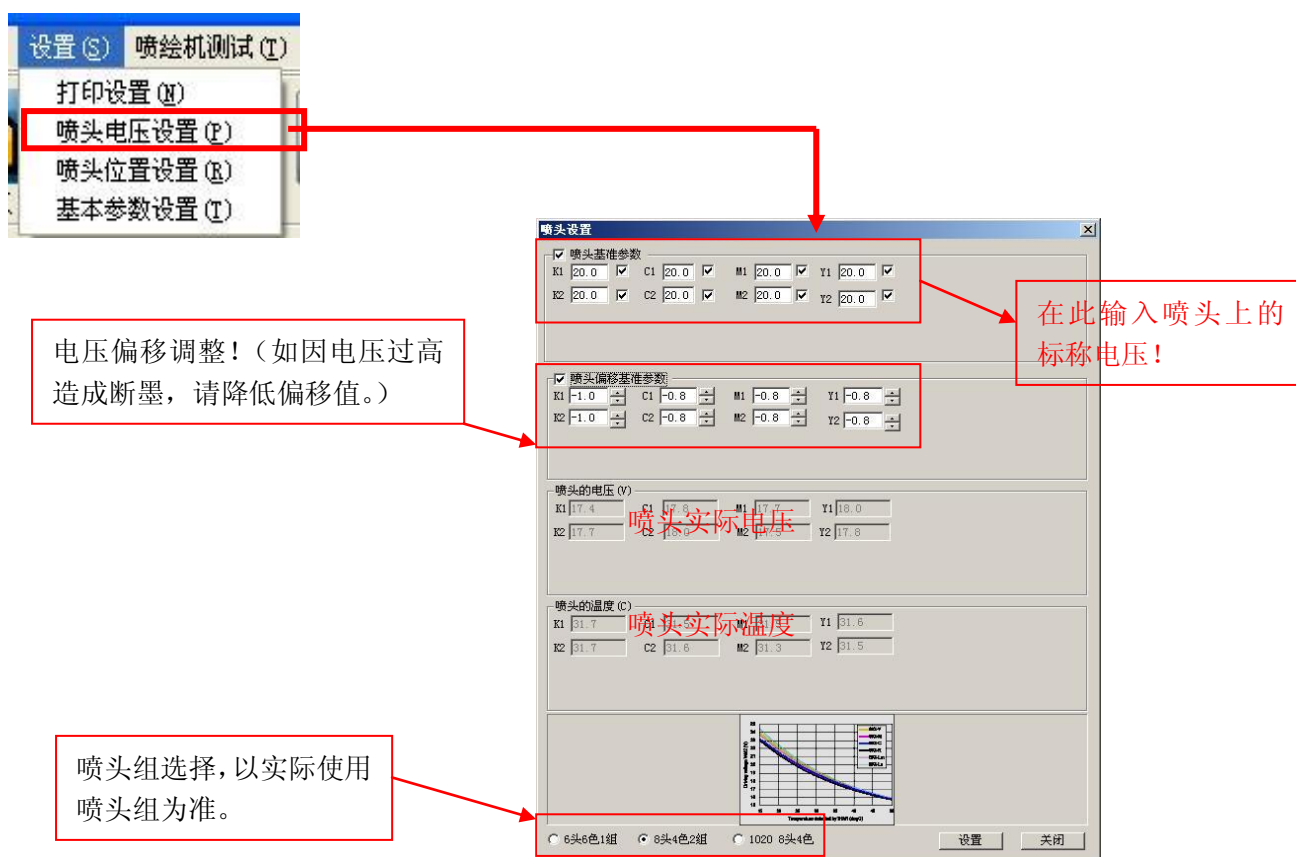 设置(S) 喷绘机测试(T)
打印设置(N)
喷头电压设置(P)
喷头位置设置(R)
基本参数设置(T)
喷头设置
喷头基准参数
K1 20.0 C1 20.0 M1 20.0 Y1 20.0
K2 20.0 C2 20.0 M2 20.0 Y2 20.0
在此输入喷头上的
标称电压！
电压偏移调整！（如因电压过高
造成断墨，请降低偏移值。）
喷头偏移基准参数
K1 -1.0 C1 -0.8 M1 -0.8 Y1 -0.8
K2 -1.0 C2 -0.8 M2 -0.8 Y2 -0.8
喷头的电压(V)
K1 17.4 C1 M1 Y1 18.0
喷头实际电压
K2 17.7 C2 M2 Y2 17.8
喷头的温度(C)
K1 31.7 M1 Y1 31.6
喷头实际温度
K2 31.7 C2 31.6 M2 31.3 Y2 31.5
喷头组选择，以实际使用
喷头组为准。
6头6色1组 8头4色2组 1020 8头4色 设置 关闭